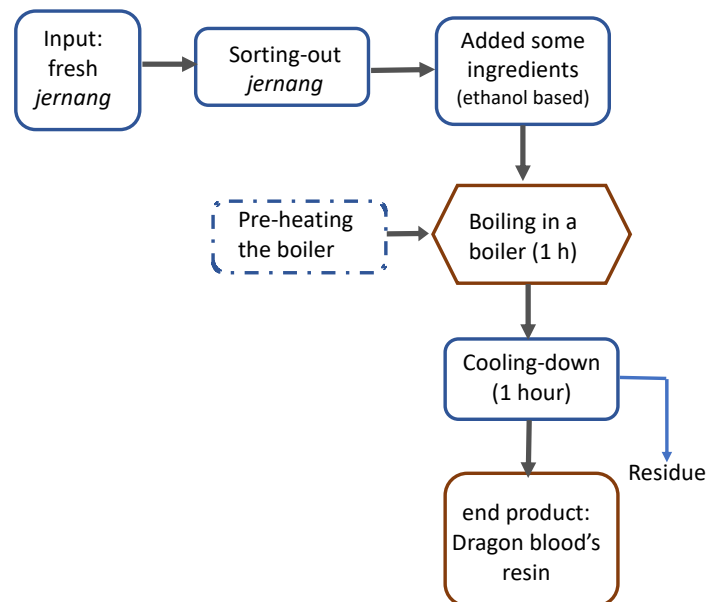 Input:
fresh
jernang
Sorting-out
jernang
Added some
ingredients
(ethanol based)
Pre-heating
the boiler
Boiling in a
boiler (1 h)
Cooling-down
(1 hour)
Residue
end product:
Dragon blood’s
resin